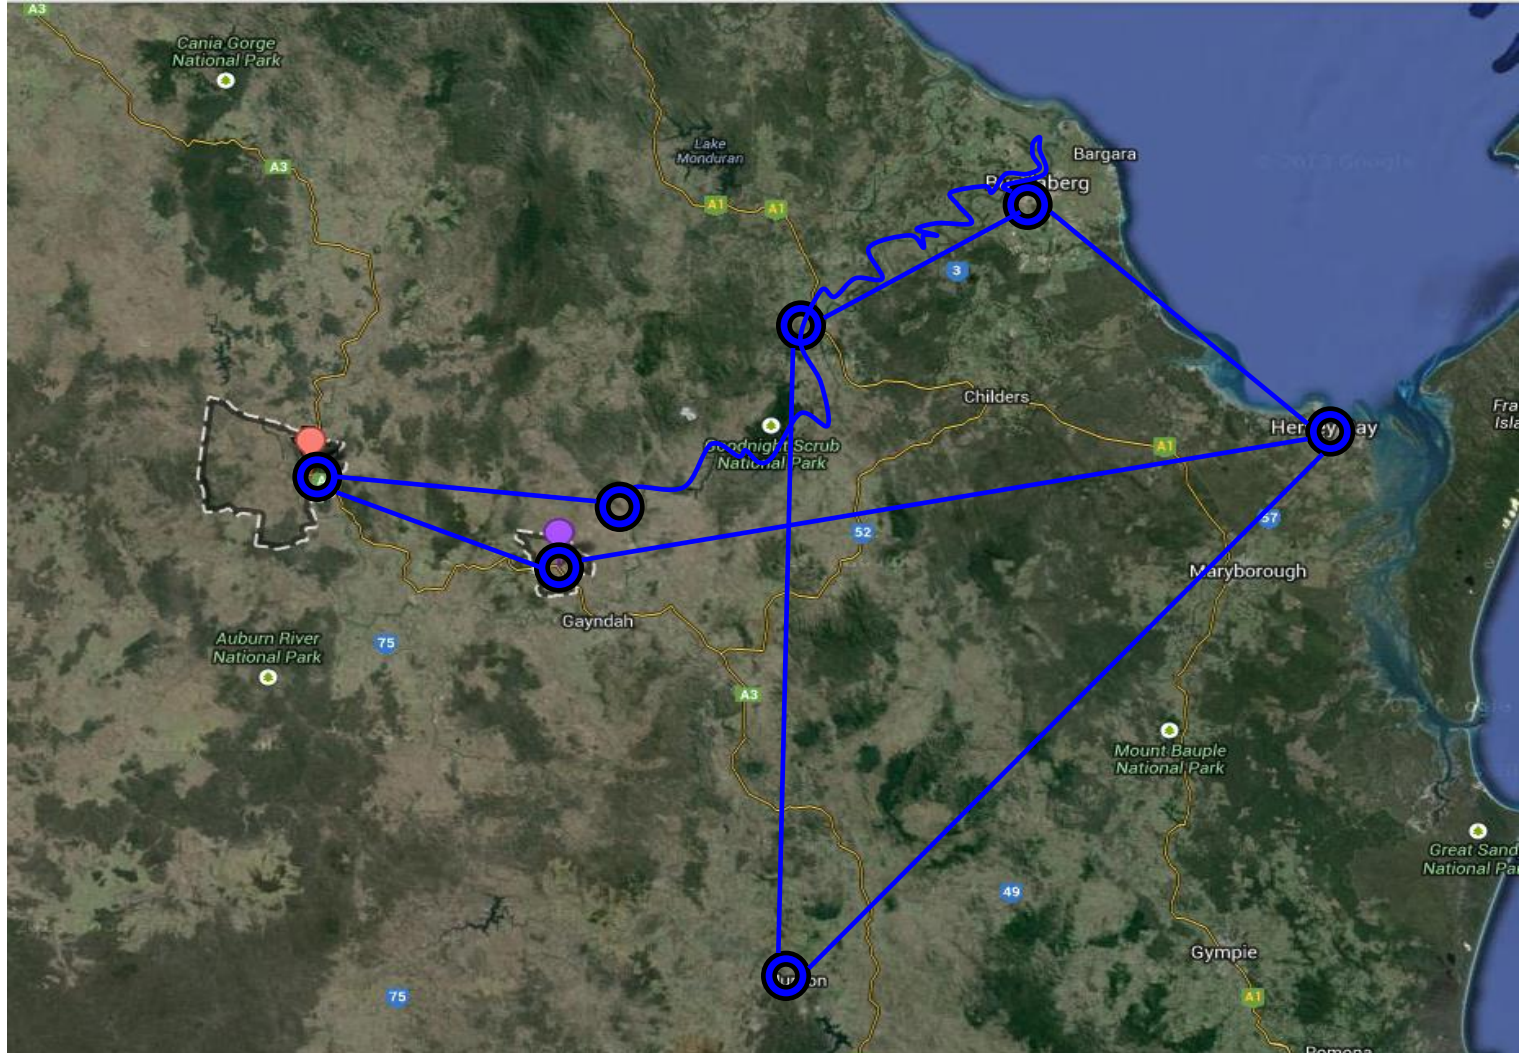 A3
Cania Gorge
National Park
Lake
Monduran
Bargara
A3
A1
A1
3
Childers
A1
Goodnight Scrub
National Park
52
57
Maryborough
Gayndah
75
Auburn River
National Park
A3
Mount Bauple
National Park
Great Sand
National Pa
49
Gympie
75
A1
Pomona